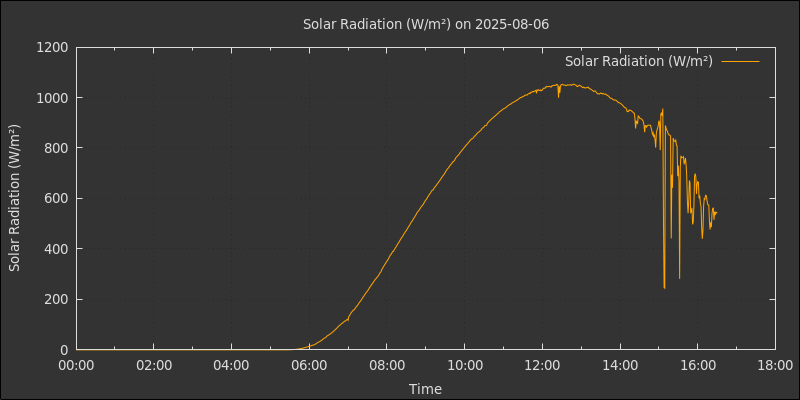 Solar Radiation (W/m²) on 2025-08-06
Solar Radiation (W/m²)
Solar Radiation (W/m²)
1200
1000
800
600
400
200
0
00:00 02:00 04:00 06:00 08:00 10:00 12:00 14:00 16:00 18:00
Time